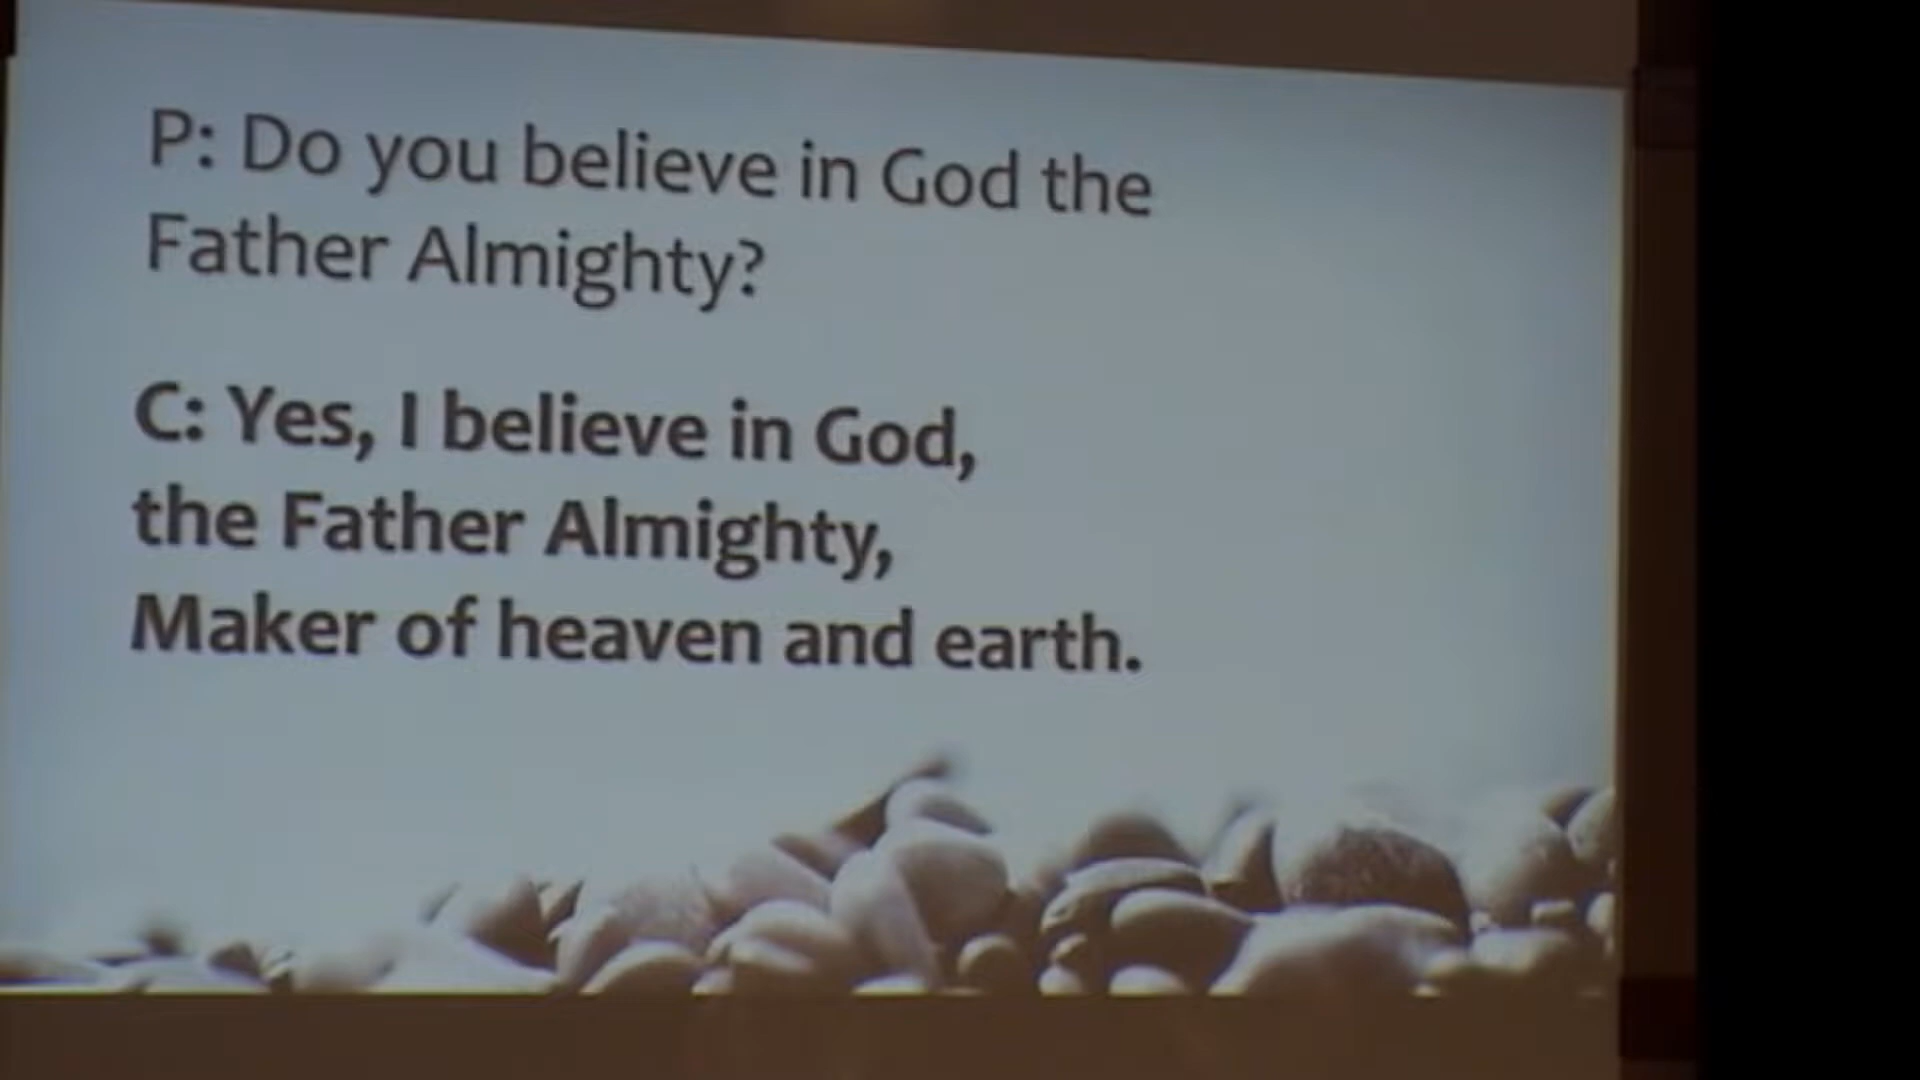 P: Do you believe in God the
Father Almighty?
C: Yes, I believe in God,
the Father Almighty,
Maker of heaven and earth.